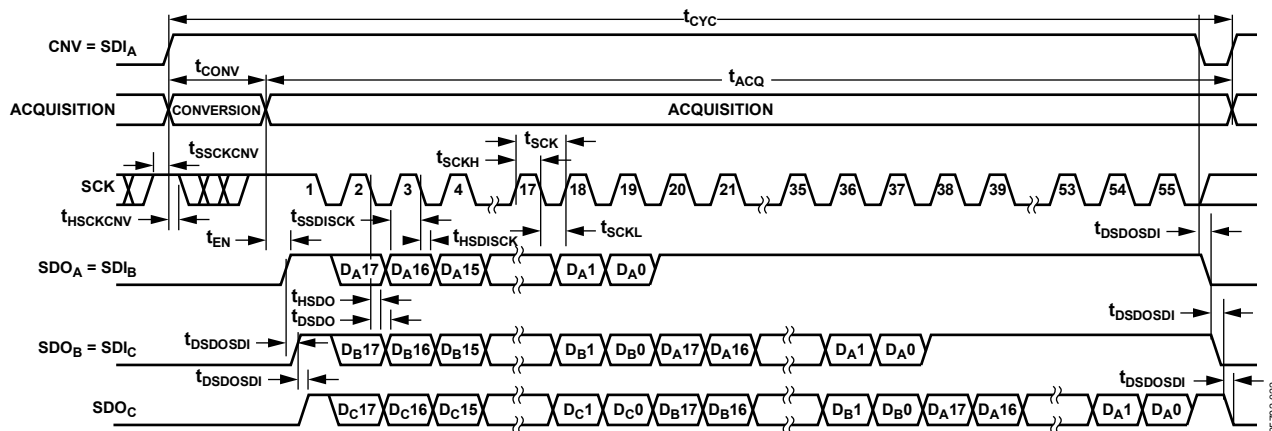 tCYC
CNV = SDIA
tCONV
tACQ
ACQUISITION
CONVERSION
ACQUISITION
tSSCKCNV
tSCK
tSCKH
SCK
1 2 3 4 17 18 19 20 21 35 36 37 38 39 53 54 55
tHSCKCNV
tSSDISCK
tHSDISCK
tSCKL
tEN
tDSDOSDI
SDOA = SDIB
DA17 DA16 DA15 DA1 DA0
tHSDO
tDSDO
tDSDOSDI
tDSDOSDI
SDOB = SDIC
DB17 DB16 DB15 DB1 DB0 DA17 DA16 DA1 DA0
tDSDOSDI
tDSDOSDI
SDOC
DC17 DC16 DC15 DC1 DC0 DB17 DB16 DB1 DB0 DA17 DA16 DA1 DA0